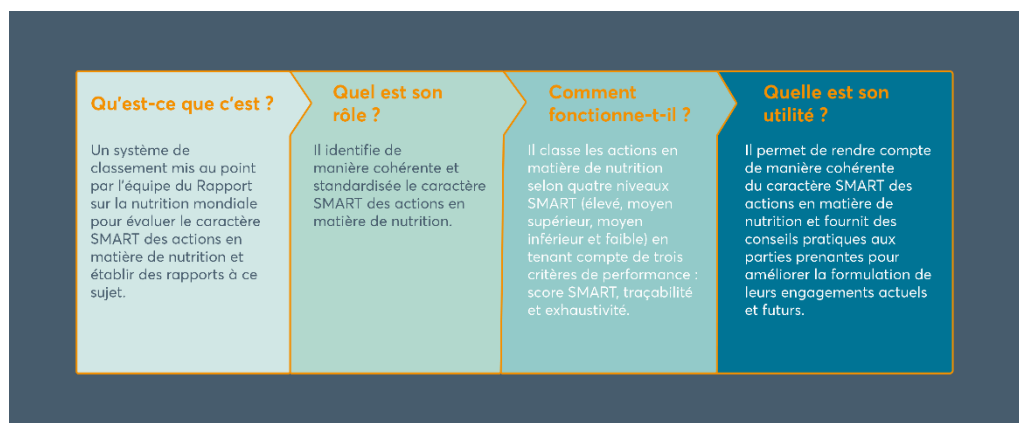 Qu'est-ce que c'est ?
Un système de
classement mis au point
par l'équipe du Rapport
sur la nutrition mondiale
pour évaluer le caractère
SMART des actions en
matière de nutrition et
établir des rapports à ce
sujet.
Quel est son
rôle ?
Il identifie de
manière cohérente et
standardisée le caractère
SMART des actions en
matière de nutrition.
Comment
fonctionne-t-il ?
Il classe les actions en
matière de nutrition
selon quatre niveaux
SMART (élevé, moyen
supérieur, moyen
inférieur et faible) en
tenant compte de trois
critères de performance :
score SMART, traçabilité
et exhaustivité.
Quelle est son
utilité ?
Il permet de rendre compte
de manière cohérente
du caractère SMART des
actions en matière de
nutrition et fournit des
conseils pratiques aux
parties prenantes pour
améliorer la formulation de
leurs engagements actuels
et futurs.